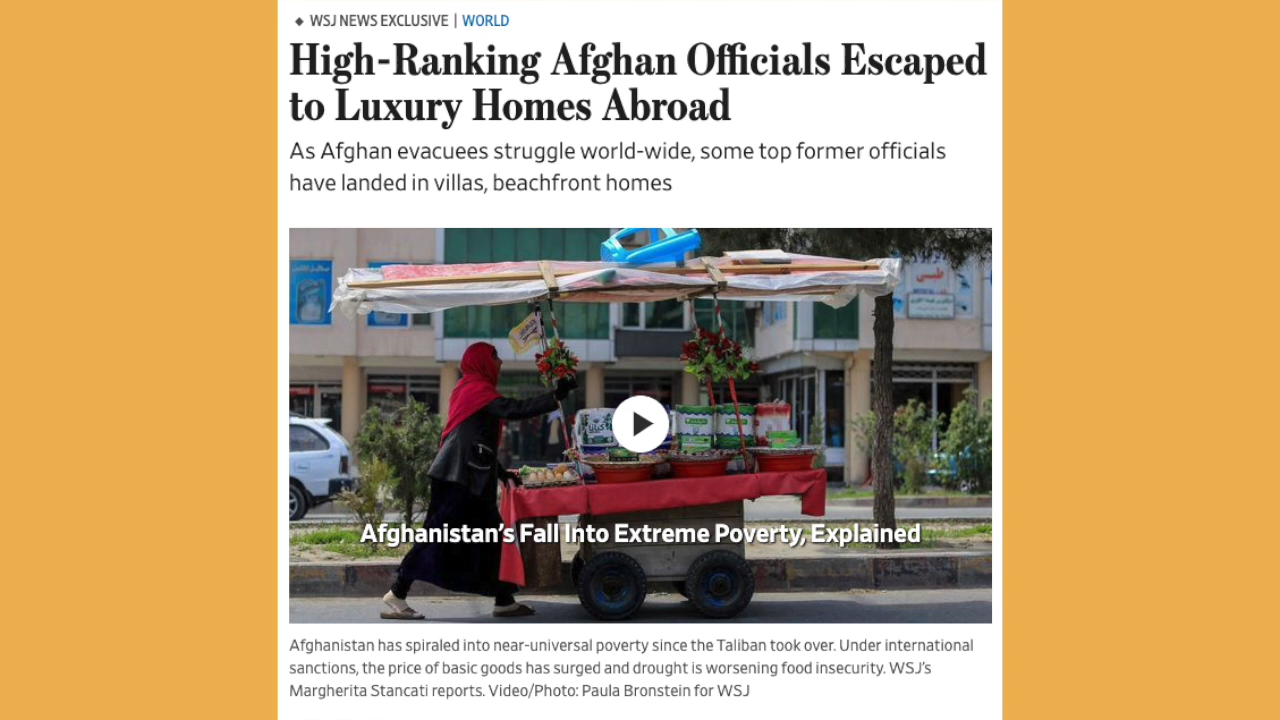 ◆ WSJ NEWS EXCLUSIVE | WORLD
High-Ranking Afghan Officials Escaped
to Luxury Homes Abroad
As Afghan evacuees struggle world-wide, some top former officials
have landed in villas, beachfront homes
طبی
Afghanistan's Fall Into Extreme Poverty, Explained
Afghanistan has spiraled into near-universal poverty since the Taliban took over. Under international
sanctions, the price of basic goods has surged and drought is worsening food insecurity. WSJ's
Margherita Stancati reports. Video/Photo: Paula Bronstein for WSJ